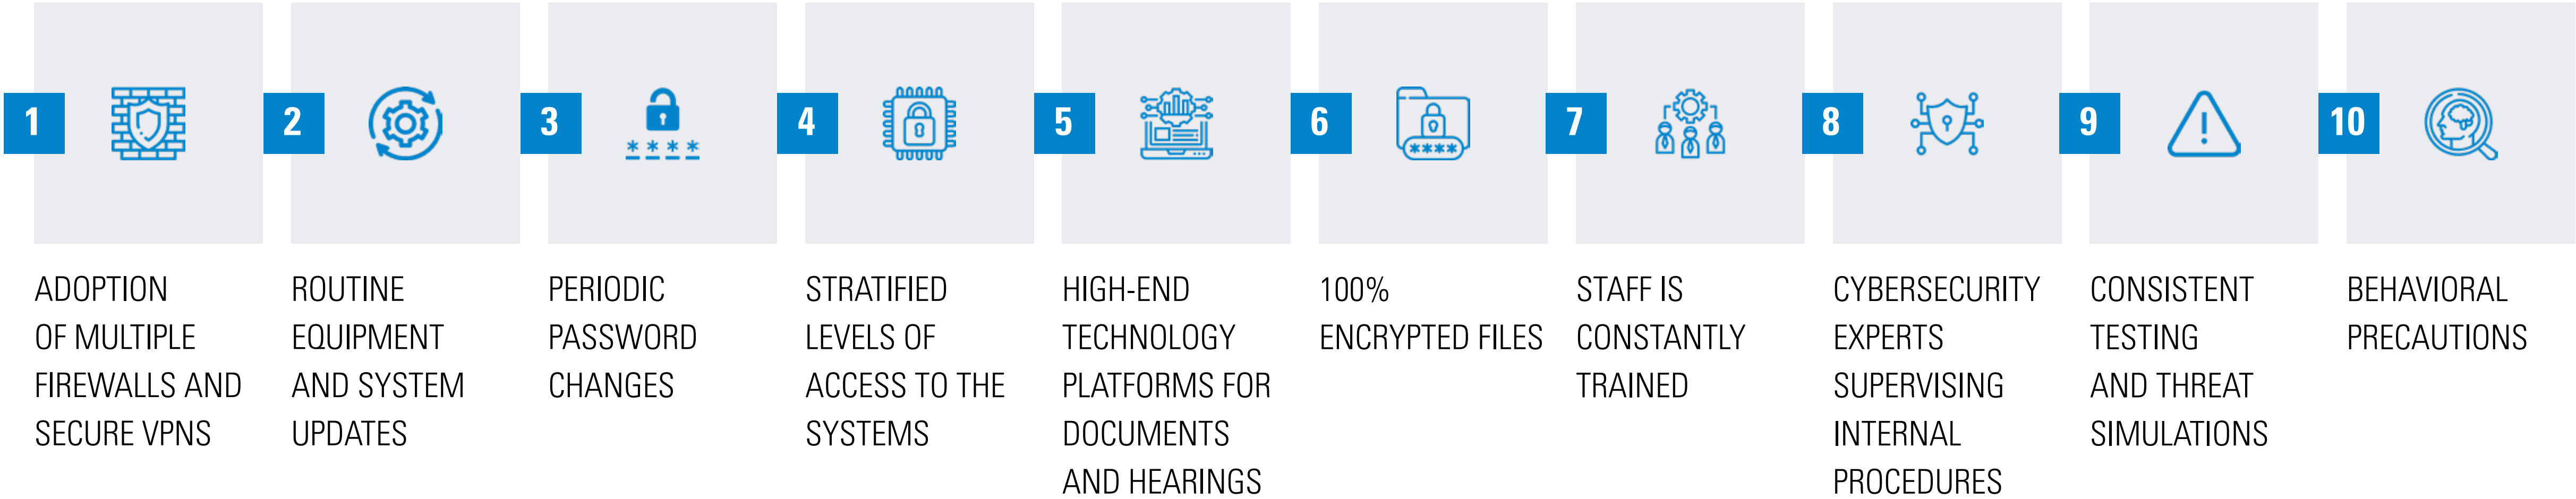 1
ADOPTION
OF MULTIPLE
FIREWALLS AND
SECURE VPNS
2
ROUTINE
EQUIPMENT
AND SYSTEM
UPDATES
3
****
PERIODIC
PASSWORD
CHANGES
4
STRATIFIED
LEVELS OF
ACCESS TO THE
SYSTEMS
5
HIGH-END
TECHNOLOGY
PLATFORMS FOR
DOCUMENTS
AND HEARINGS
6
****
100%
ENCRYPTED FILES
7
STAFF IS
CONSTANTLY
TRAINED
8
CYBERSECURITY
EXPERTS
SUPERVISING
INTERNAL
PROCEDURES
9
!
CONSISTENT
TESTING
AND THREAT
SIMULATIONS
10
BEHAVIORAL
PRECAUTIONS